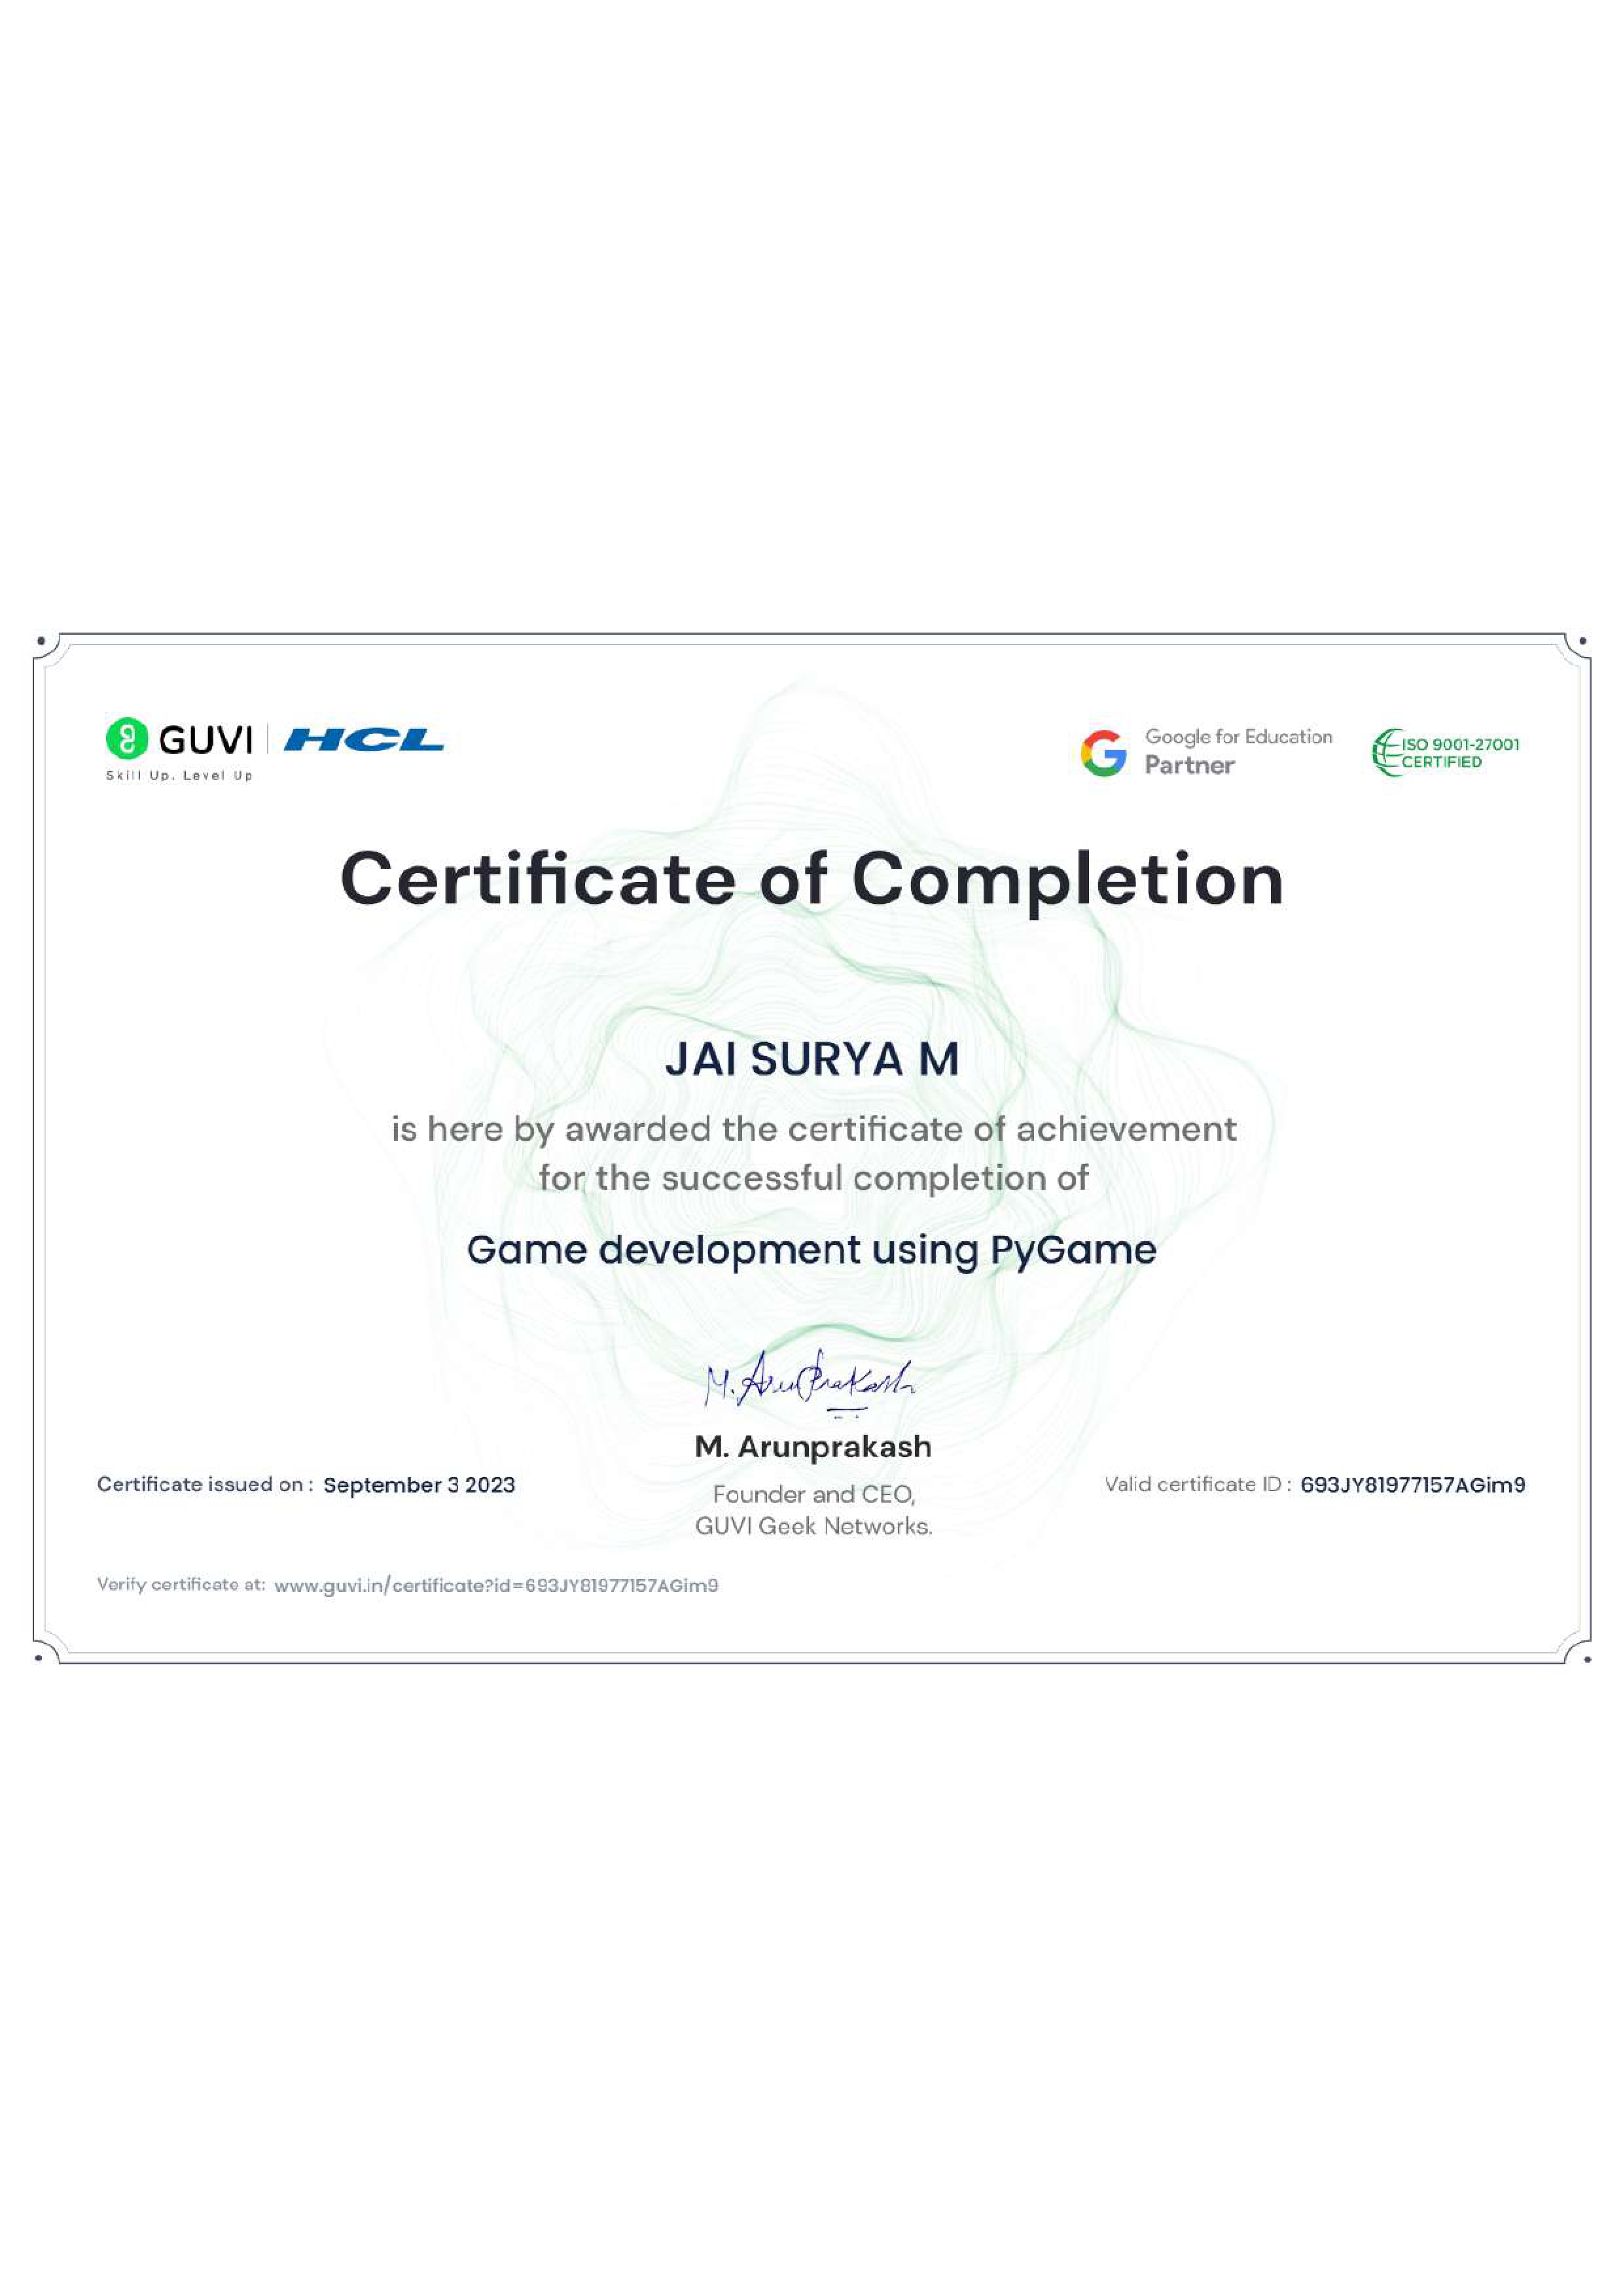 GUVI HCL
Skill Up. Level Up
Google for Education
Partner
ISO 9001-27001
CERTIFIED
Certificate of Completion
JAI SURYA M
is here by awarded the certificate of achievement
for the successful completion of
Game development using PyGame
M. Arunprakash
M. Arunprakash
Founder and CEO,
GUVI Geek Networks.
Certificate issued on : September 3 2023
Valid certificate ID : 693JY81977157AGim9
Verify certificate at: www.guvi.in/certificate?id=693JY81977157AGim9